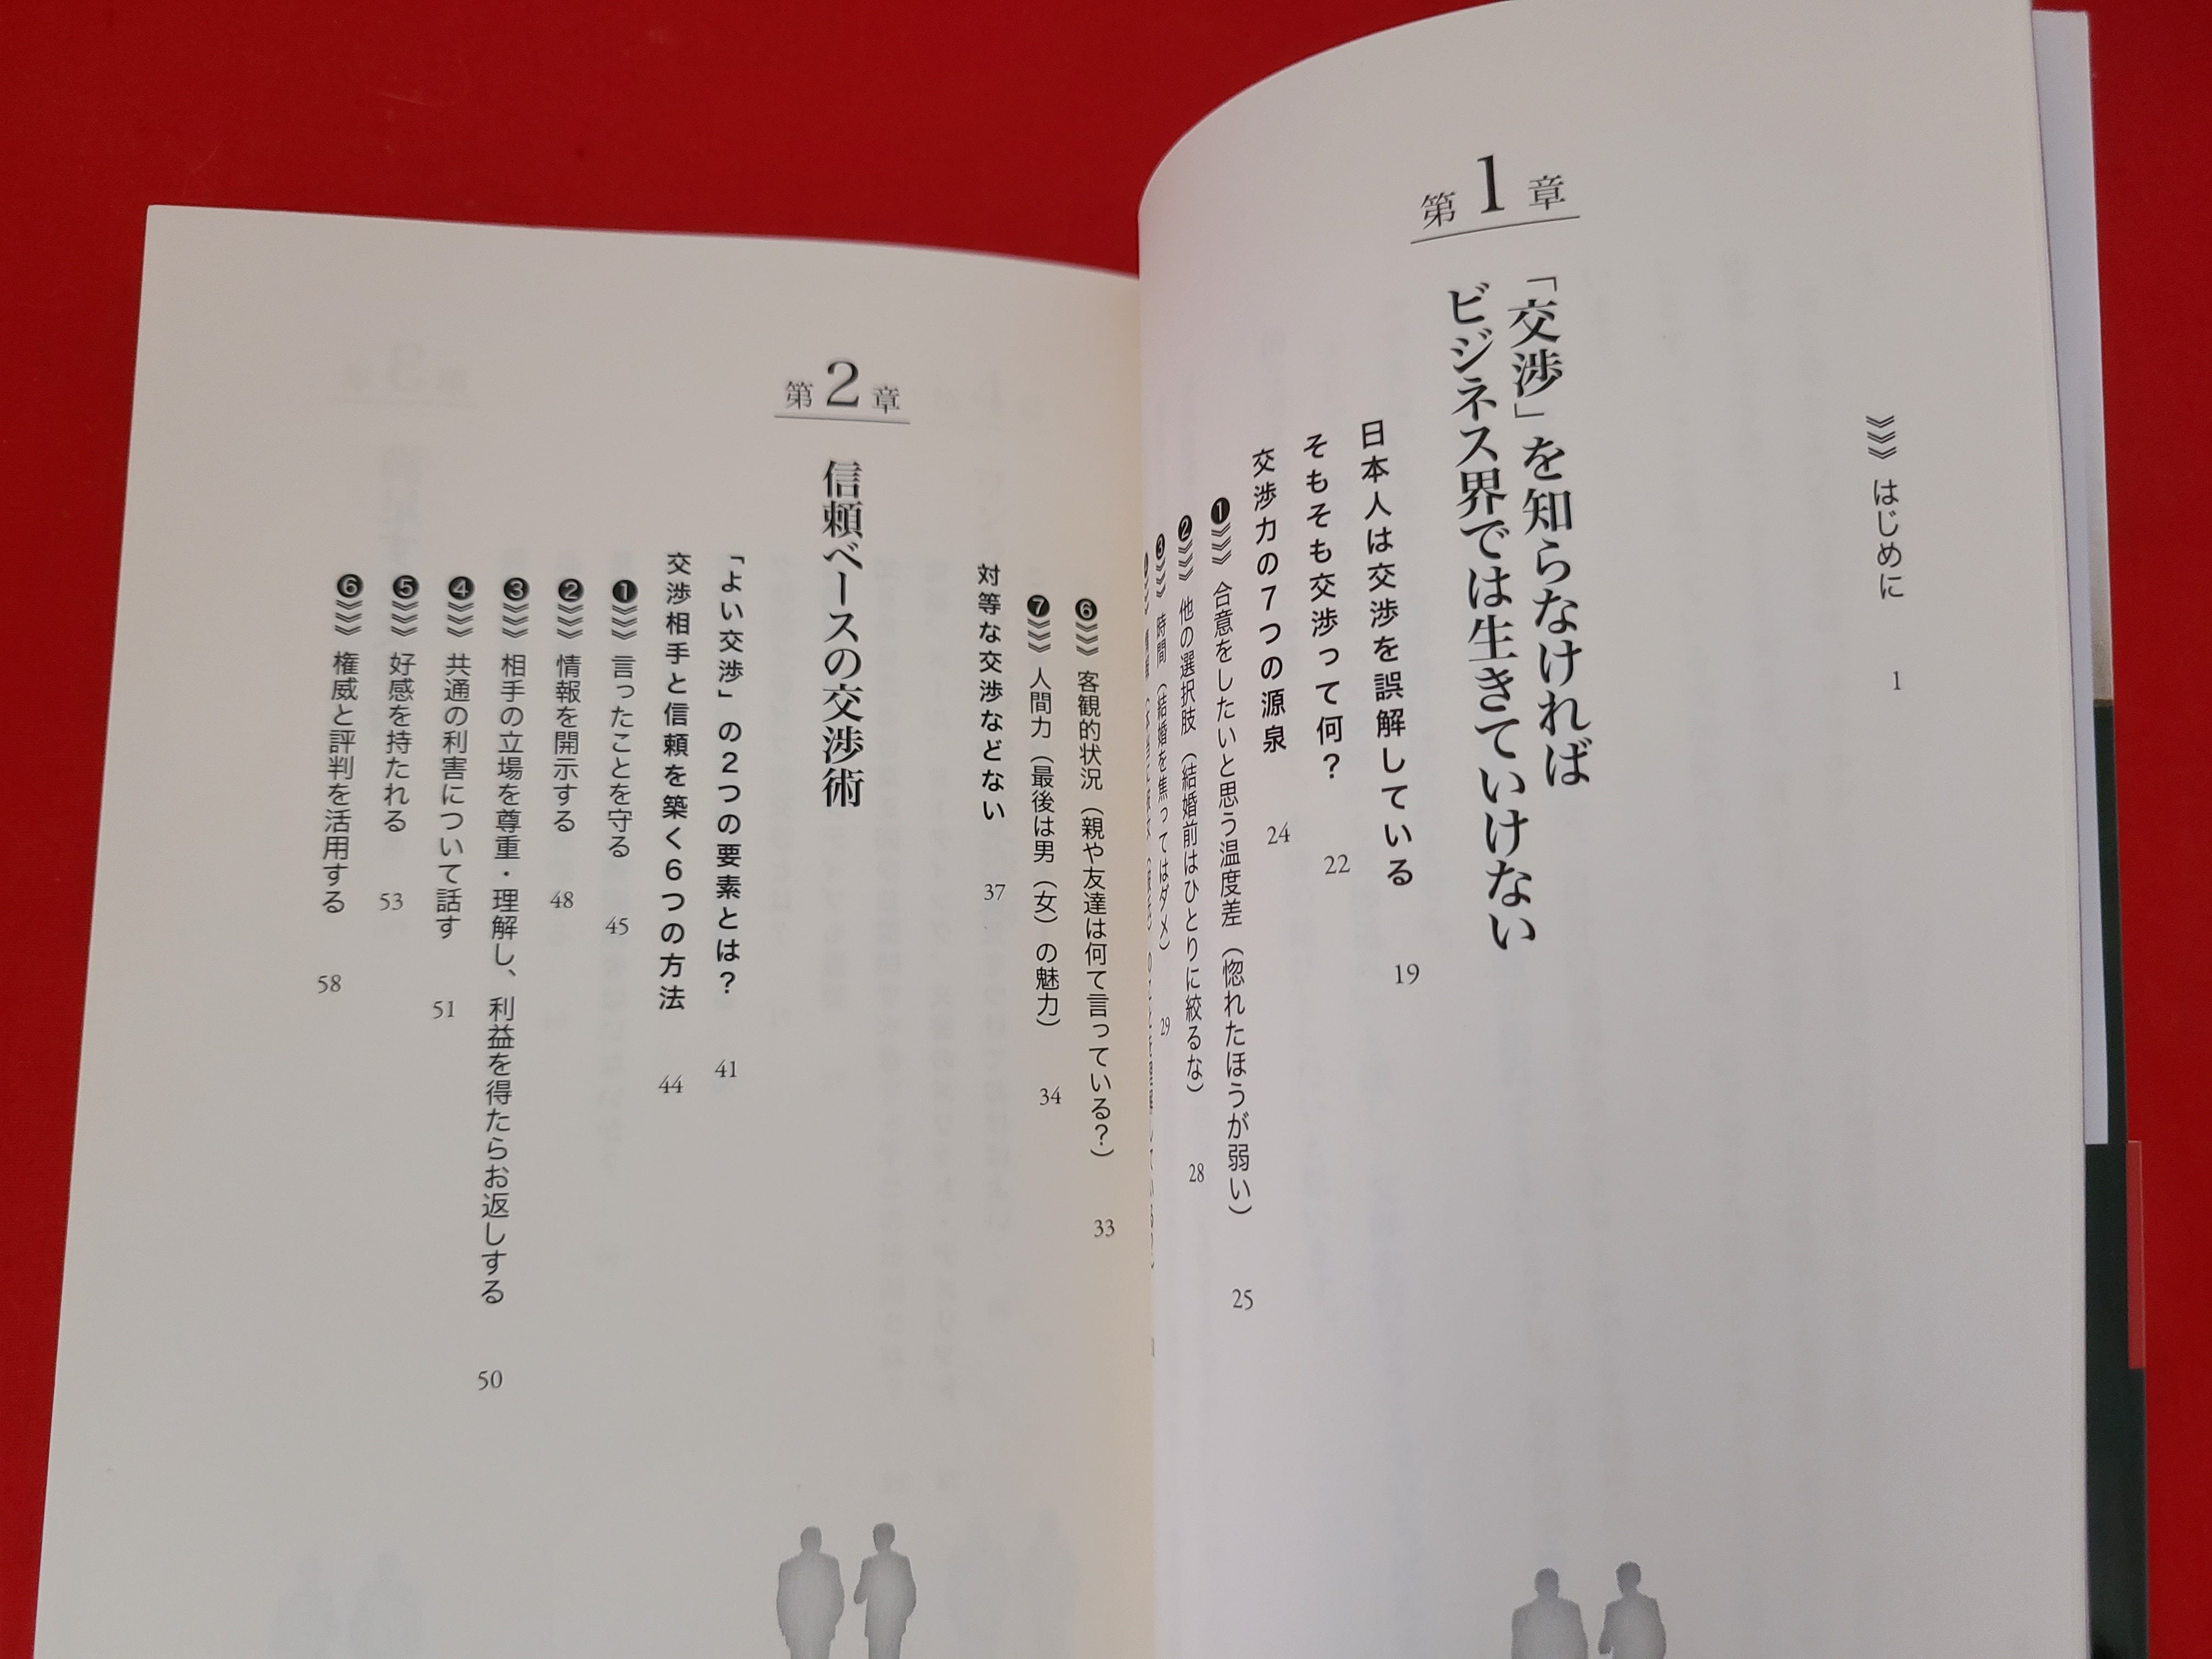 》》》 はじめに 1
第1章
「交渉」を知らなければ
ビジネス界では生きていけない
日本人は交渉を誤解している 19
そもそも交渉って何? 22
交渉力の7つの源泉 24
❶》》》 合意をしたいと思う温度差（惚れたほうが弱い） 25
❷》》》 他の選択肢（結婚前はひとりに絞るな） 28
❸》》》 時間（結婚を焦ってはダメ） 29
❻》》》 客観的状況（親や友達は何て言っている?） 33
❼》》》 人間力（最後は男（女）の魅力） 34
対等な交渉などない 37
第2章
信頼ベースの交渉術
「よい交渉」の2つの要素とは? 41
交渉相手と信頼を築く6つの方法 44
❶》》》 言ったことを守る 45
❷》》》 情報を開示する 48
❸》》》 相手の立場を尊重・理解し、利益を得たらお返しする 50
❹》》》 共通の利害について話す 51
❺》》》 好感を持たれる 53
❻》》》 権威と評判を活用する 58